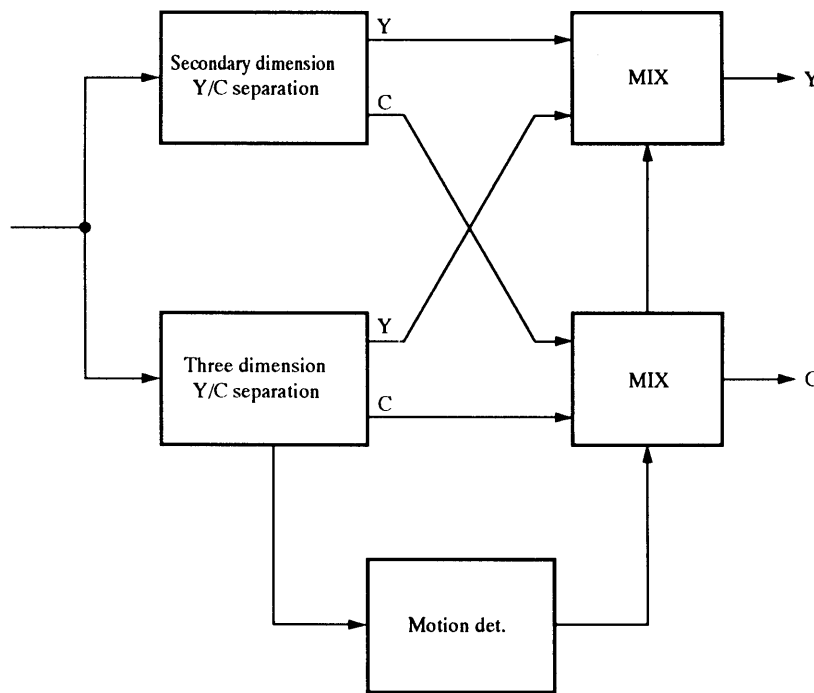 Y
Secondary dimension
Y/C separation
C
MIX
Y
Y
Three dimension
Y/C separation
C
MIX
C
Motion det.